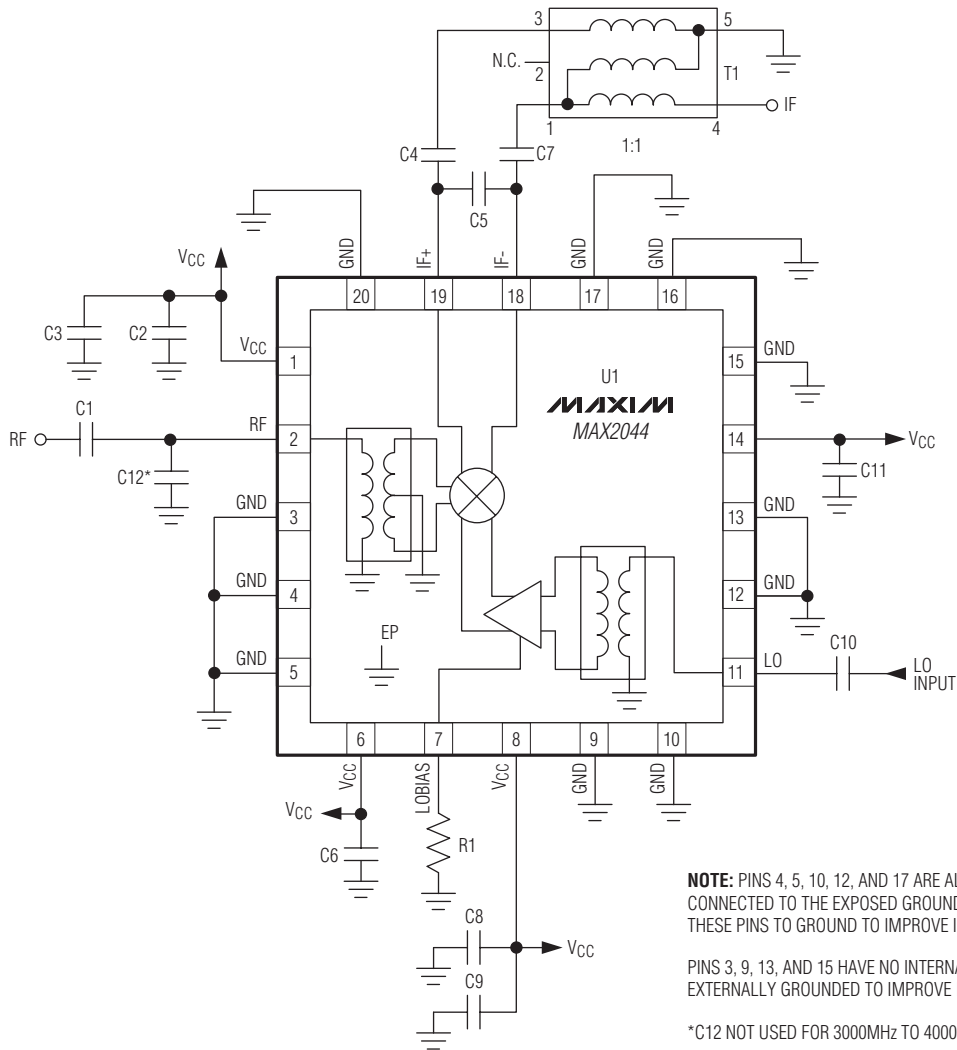 3
5
N.C.
2
T1
IF
1
4
1:1
C4
C7
C5
GND
IF+
IF-
GND
GND
VCC
20
19
18
17
16
C3
C2
VCC
1
15
GND
U1
MAXIM
MAX2044
C1
RF
RF
2
14
VCC
C12*
C11
GND
3
13
GND
GND
4
12
GND
EP
C10
GND
5
11
LO
LO
INPUT
6
7
8
9
10
VCC
LOBIAS
VCC
GND
GND
VCC
R1
C6
C8
VCC
C9
NOTE: PINS 4, 5, 10, 12, AND 17 ARE
CONNECTED TO THE EXPOSED
THESE PINS TO GROUND TO IMPROVE
PINS 3, 9, 13, AND 15 HAVE NO
EXTERNALLY GROUNDED TO IMPROVE
*C12 NOT USED FOR 3000MHz TO